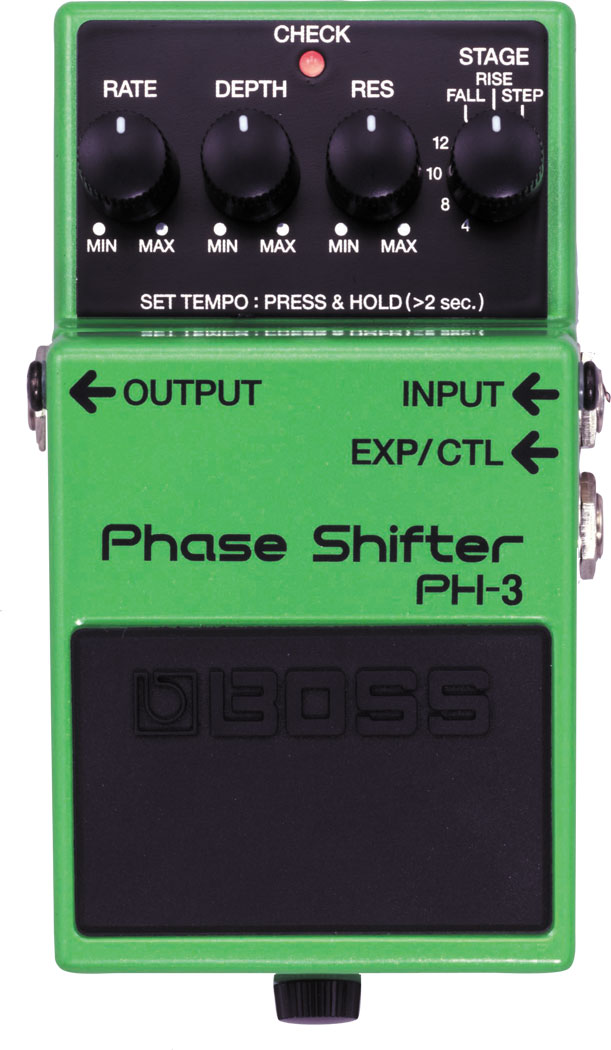 CHECK
RATE
DEPTH
RES
STAGE
RISE
FALL
STEP
12
10
8
4
MIN
MAX
MIN
MAX
MIN
MAX
SET TEMPO : PRESS & HOLD (>2 sec.)
OUTPUT
INPUT
EXP/CTL
Phase Shifter
PH-3
BOSS